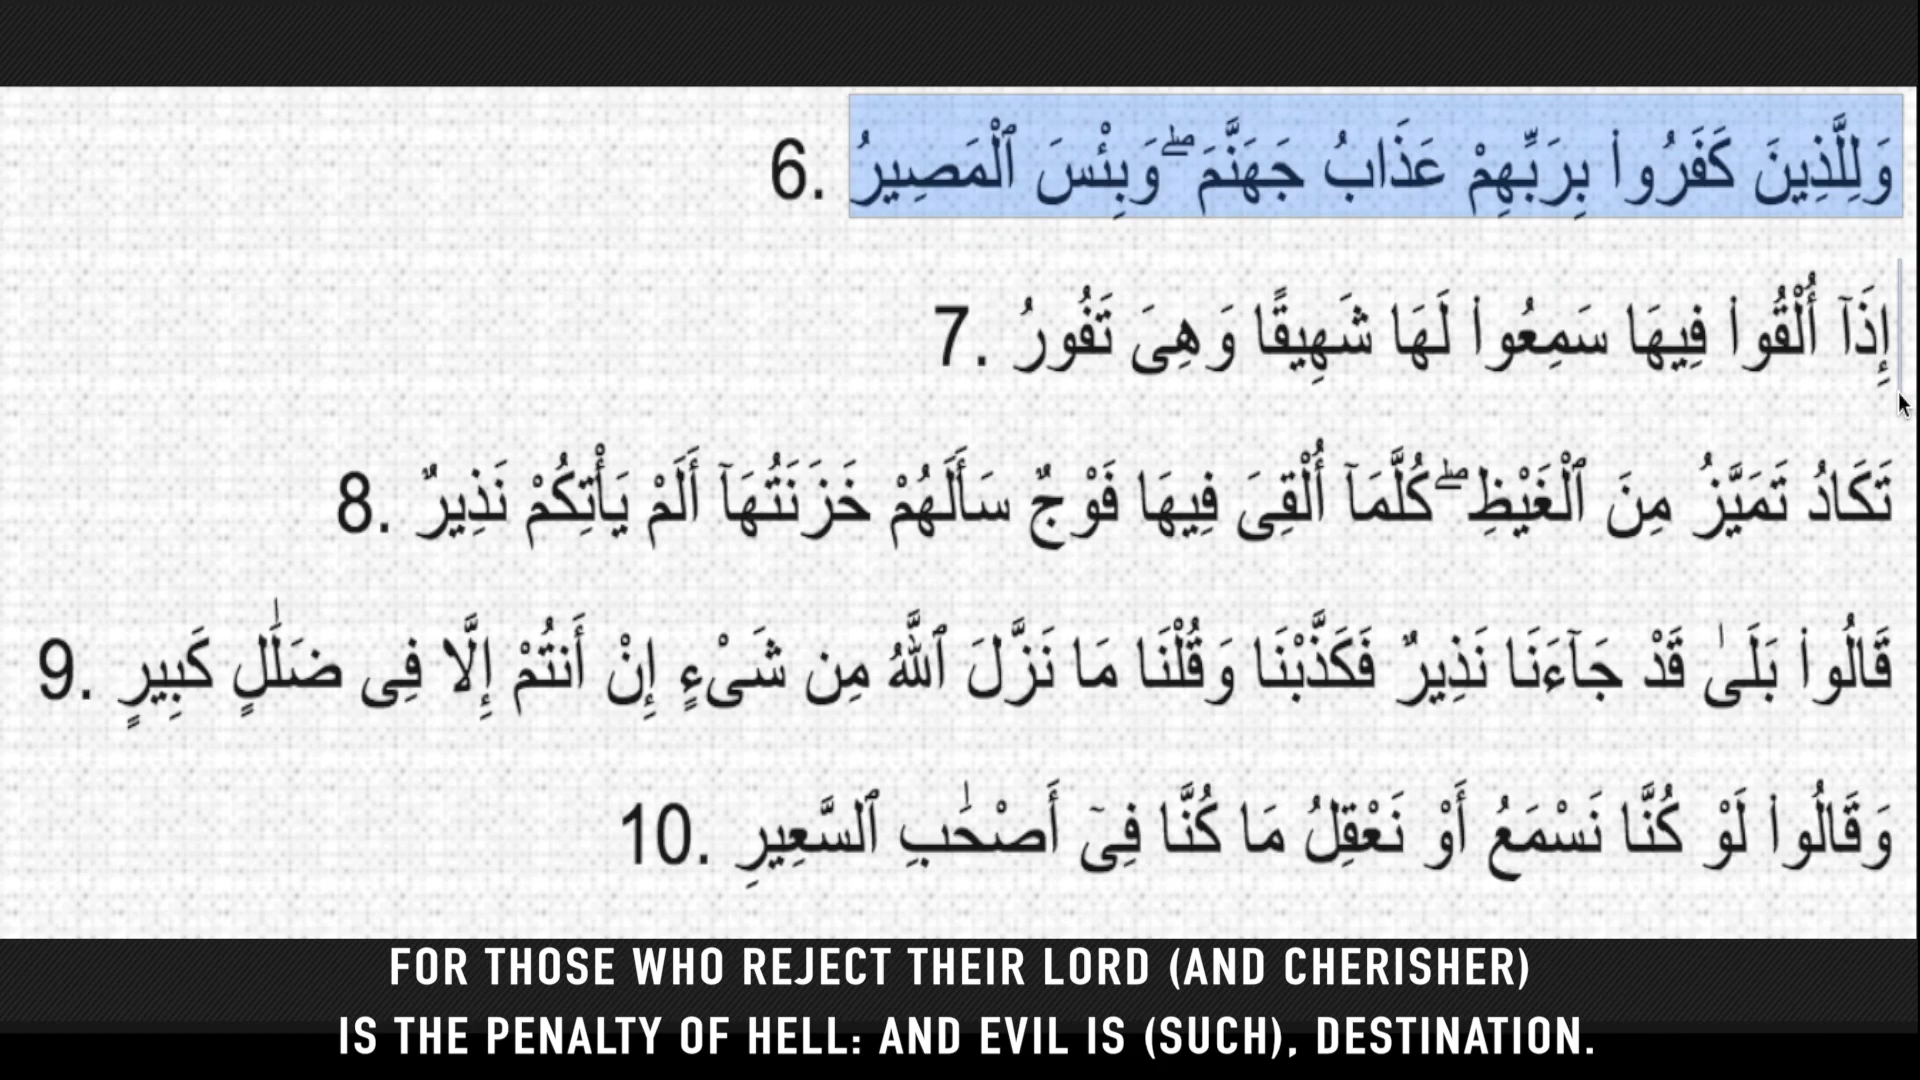 وَلِلَّذِينَ كَفَرُوا۟ بِرَبِّهِمْ عَذَابُ جَهَنَّمَ ۖ وَبِئْسَ ٱلْمَصِيرُ .6
إِذَآ أُلْقُوا۟ فِيهَا سَمِعُوا۟ لَهَا شَهِيقًا وَهِىَ تَفُورُ .7
تَكَادُ تَمَيَّزُ مِنَ ٱلْغَيْظِ ۖ كُلَّمَآ أُلْقِىَ فِيهَا فَوْجٌ سَأَلَهُمْ خَزَنَتُهَآ أَلَمْ يَأْتِكُمْ نَذِيرٌ .8
قَالُوا۟ بَلَىٰ قَدْ جَآءَنَا نَذِيرٌ فَكَذَّبْنَا وَقُلْنَا مَا نَزَّلَ ٱللَّهُ مِن شَىْءٍ إِنْ أَنتُمْ إِلَّا فِى ضَلَٰلٍ كَبِيرٍ .9
وَقَالُوا۟ لَوْ كُنَّا نَسْمَعُ أَوْ نَعْقِلُ مَا كُنَّا فِىٓ أَصْحَٰبِ ٱلسَّعِيرِ .10
FOR THOSE WHO REJECT THEIR LORD (AND CHERISHER)
IS THE PENALTY OF HELL: AND EVIL IS (SUCH), DESTINATION.